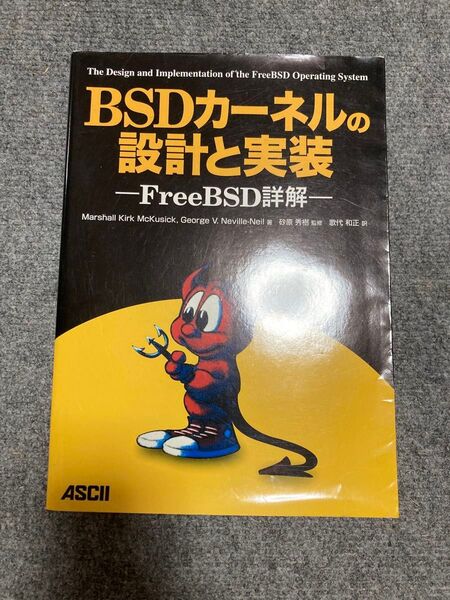 The Design and Implementation of the FreeBSD Operating System
BSDカーネルの
設計と実装
—FreeBSD詳解—
Marshall Kirk McKusick, George V. Neville-Neil 著 砂原 秀樹 監修 歌代 和正 訳
ASCII